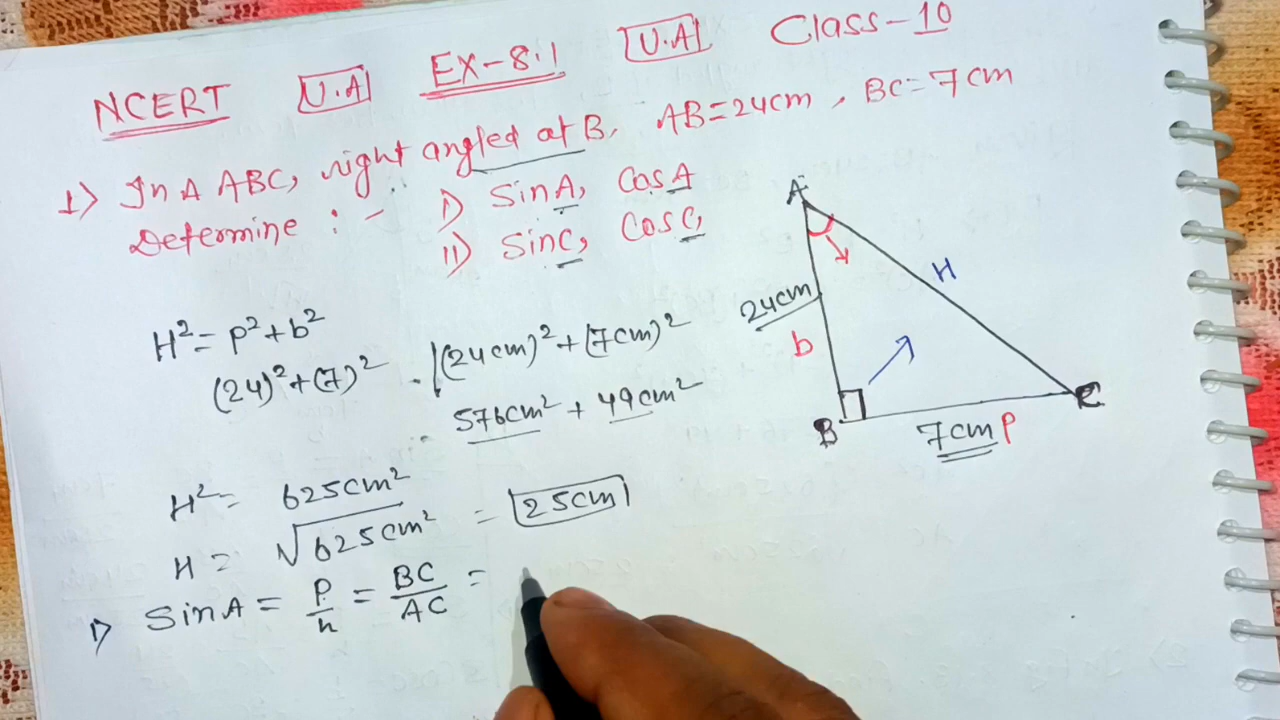 NCERT U.A EX-8.1 U.A Class-10
1) In Δ ABC, right angled at B, AB=24cm, BC=7cm
Determine :- I) SinA, CosA
II) SinC, CosC,
H²= p²+b²
(24)²+(7)² (24cm)²+(7cm)²
576cm² + 49cm²
H²= 625cm²
H= √625cm² = 25cm
1) SinA = P/h = BC/AC =
A
H
24cm
b
B
7cm P
C